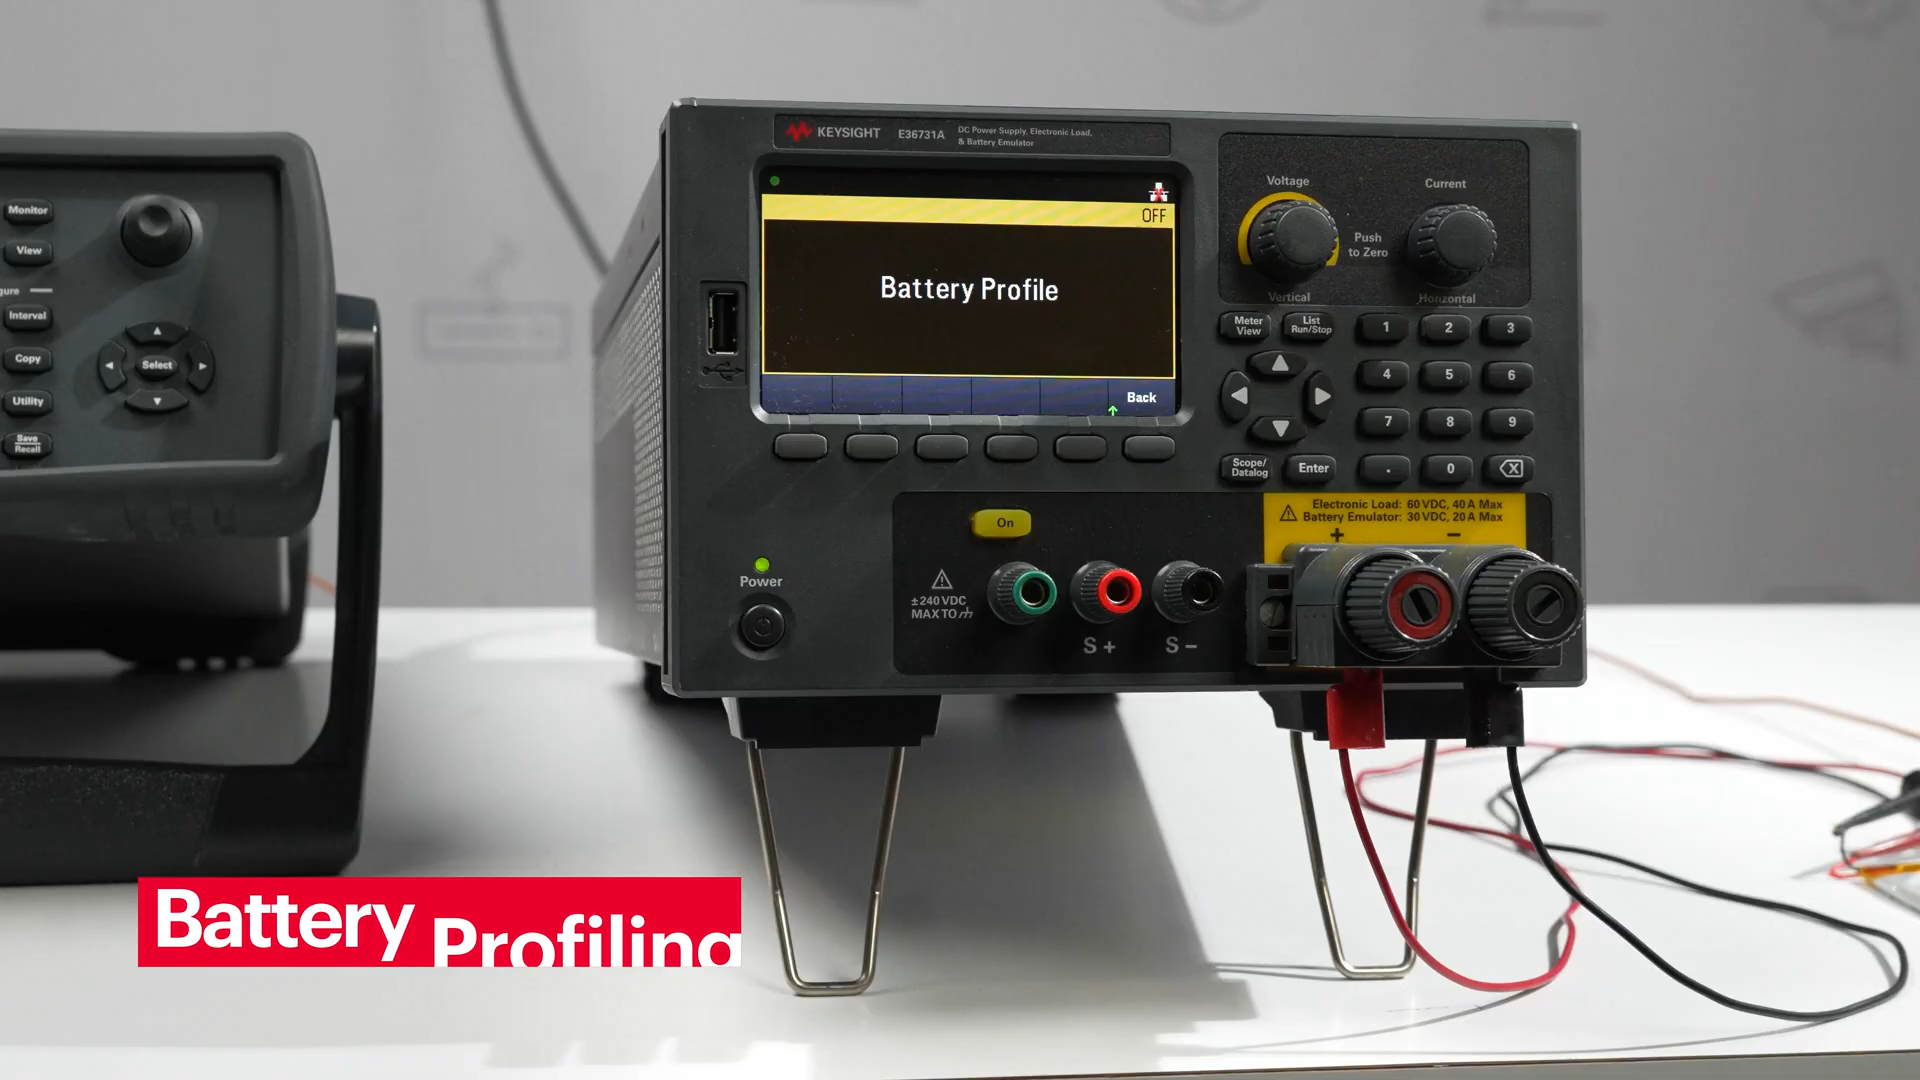 Monitor
View
Interval
Copy
Utility
Save
Recall
Select
KEYSIGHT E36731A
DC Power Supply, Electronic Load,
& Battery Emulator
OFF
Battery Profile
Back
Voltage
Current
Push
to Zero
Vertical
Horizontal
Meter
View
List
Run/Stop
1 2 3
4 5 6
7 8 9
. 0
Scope/
Datalog
Enter
On
Power
±240 VDC
MAX TO
S +
S −
Electronic Load: 60 VDC, 40 A Max
Battery Emulator: 30 VDC, 20 A Max
+ −
Battery Profiling